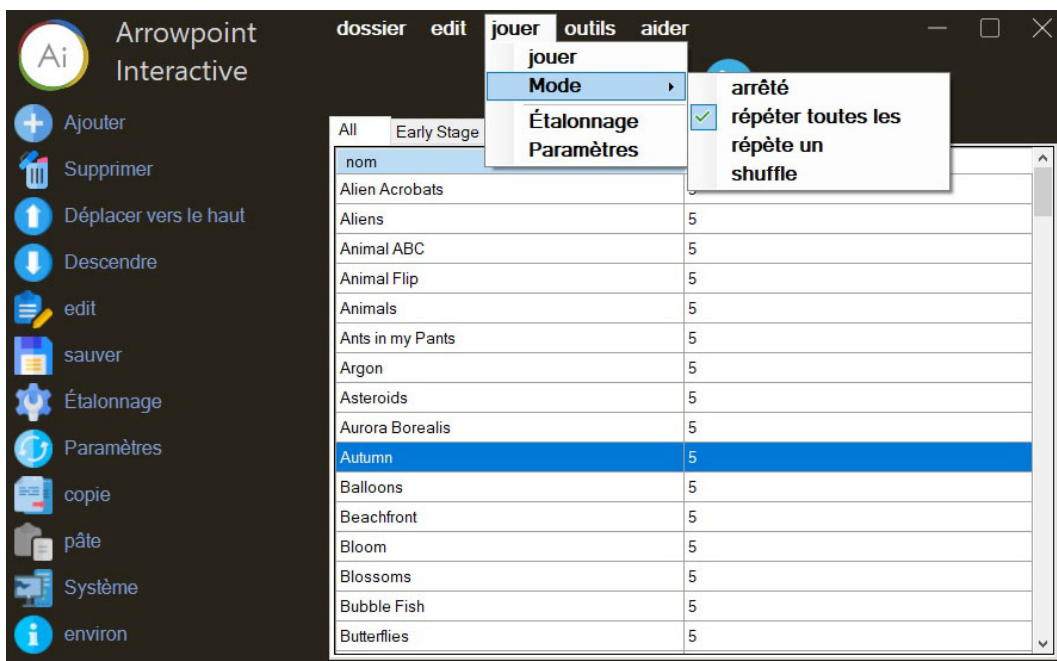 Ai
Arrowpoint
Interactive
dossier edit jouer outils aider
jouer
Mode
Étalonnage
Paramètres
arrêté
répéter toutes les
répète un
shuffle
Ajouter
Supprimer
Déplacer vers le haut
Descendre
edit
sauver
Étalonnage
Paramètres
copie
pâte
Système
environ
All Early Stage
nom
Alien Acrobats
Aliens 5
Animal ABC 5
Animal Flip 5
Animals 5
Ants in my Pants 5
Argon 5
Asteroids 5
Aurora Borealis 5
Autumn 5
Balloons 5
Beachfront 5
Bloom 5
Blossoms 5
Bubble Fish 5
Butterflies 5